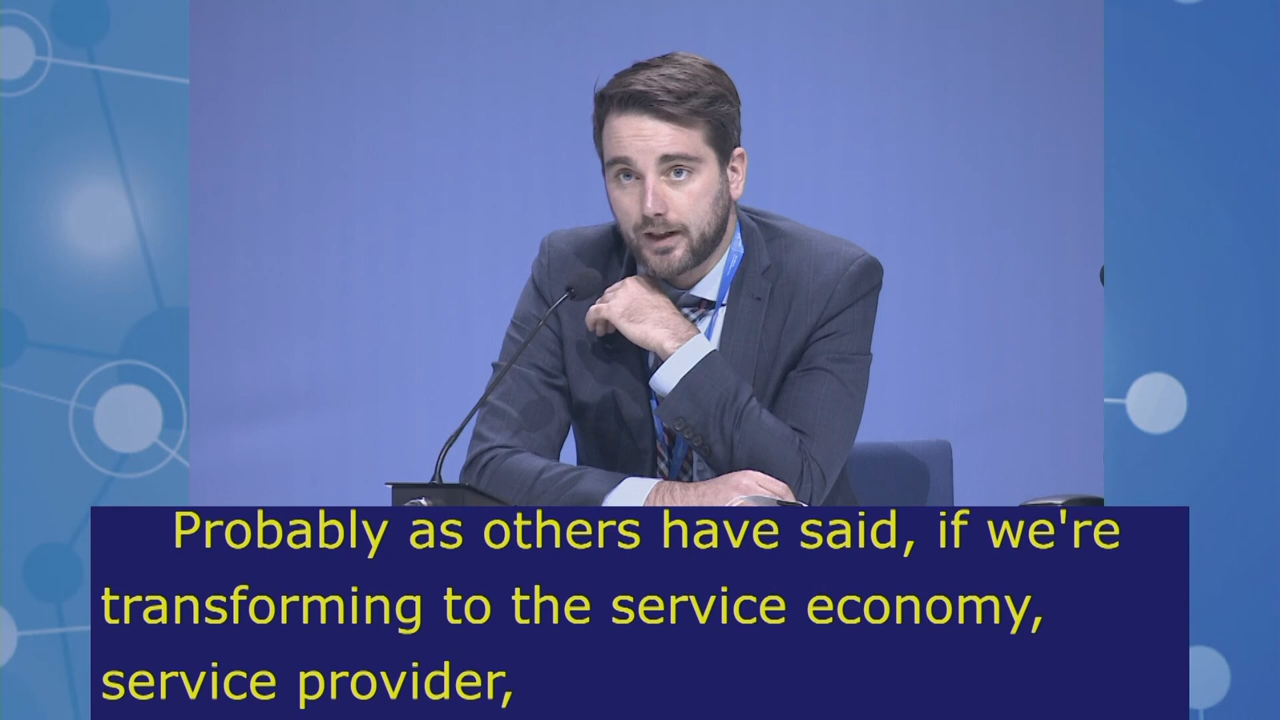 Probably as others have said, if we're
transforming to the service economy,
service provider,